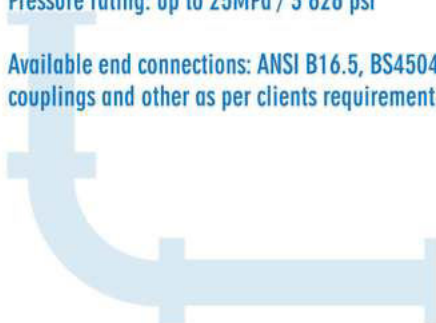 Pressure rating: up to 25MPa / 3 626 psi
Available end connections: ANSI B16.5, BS4504
couplings and other as per clients requirement